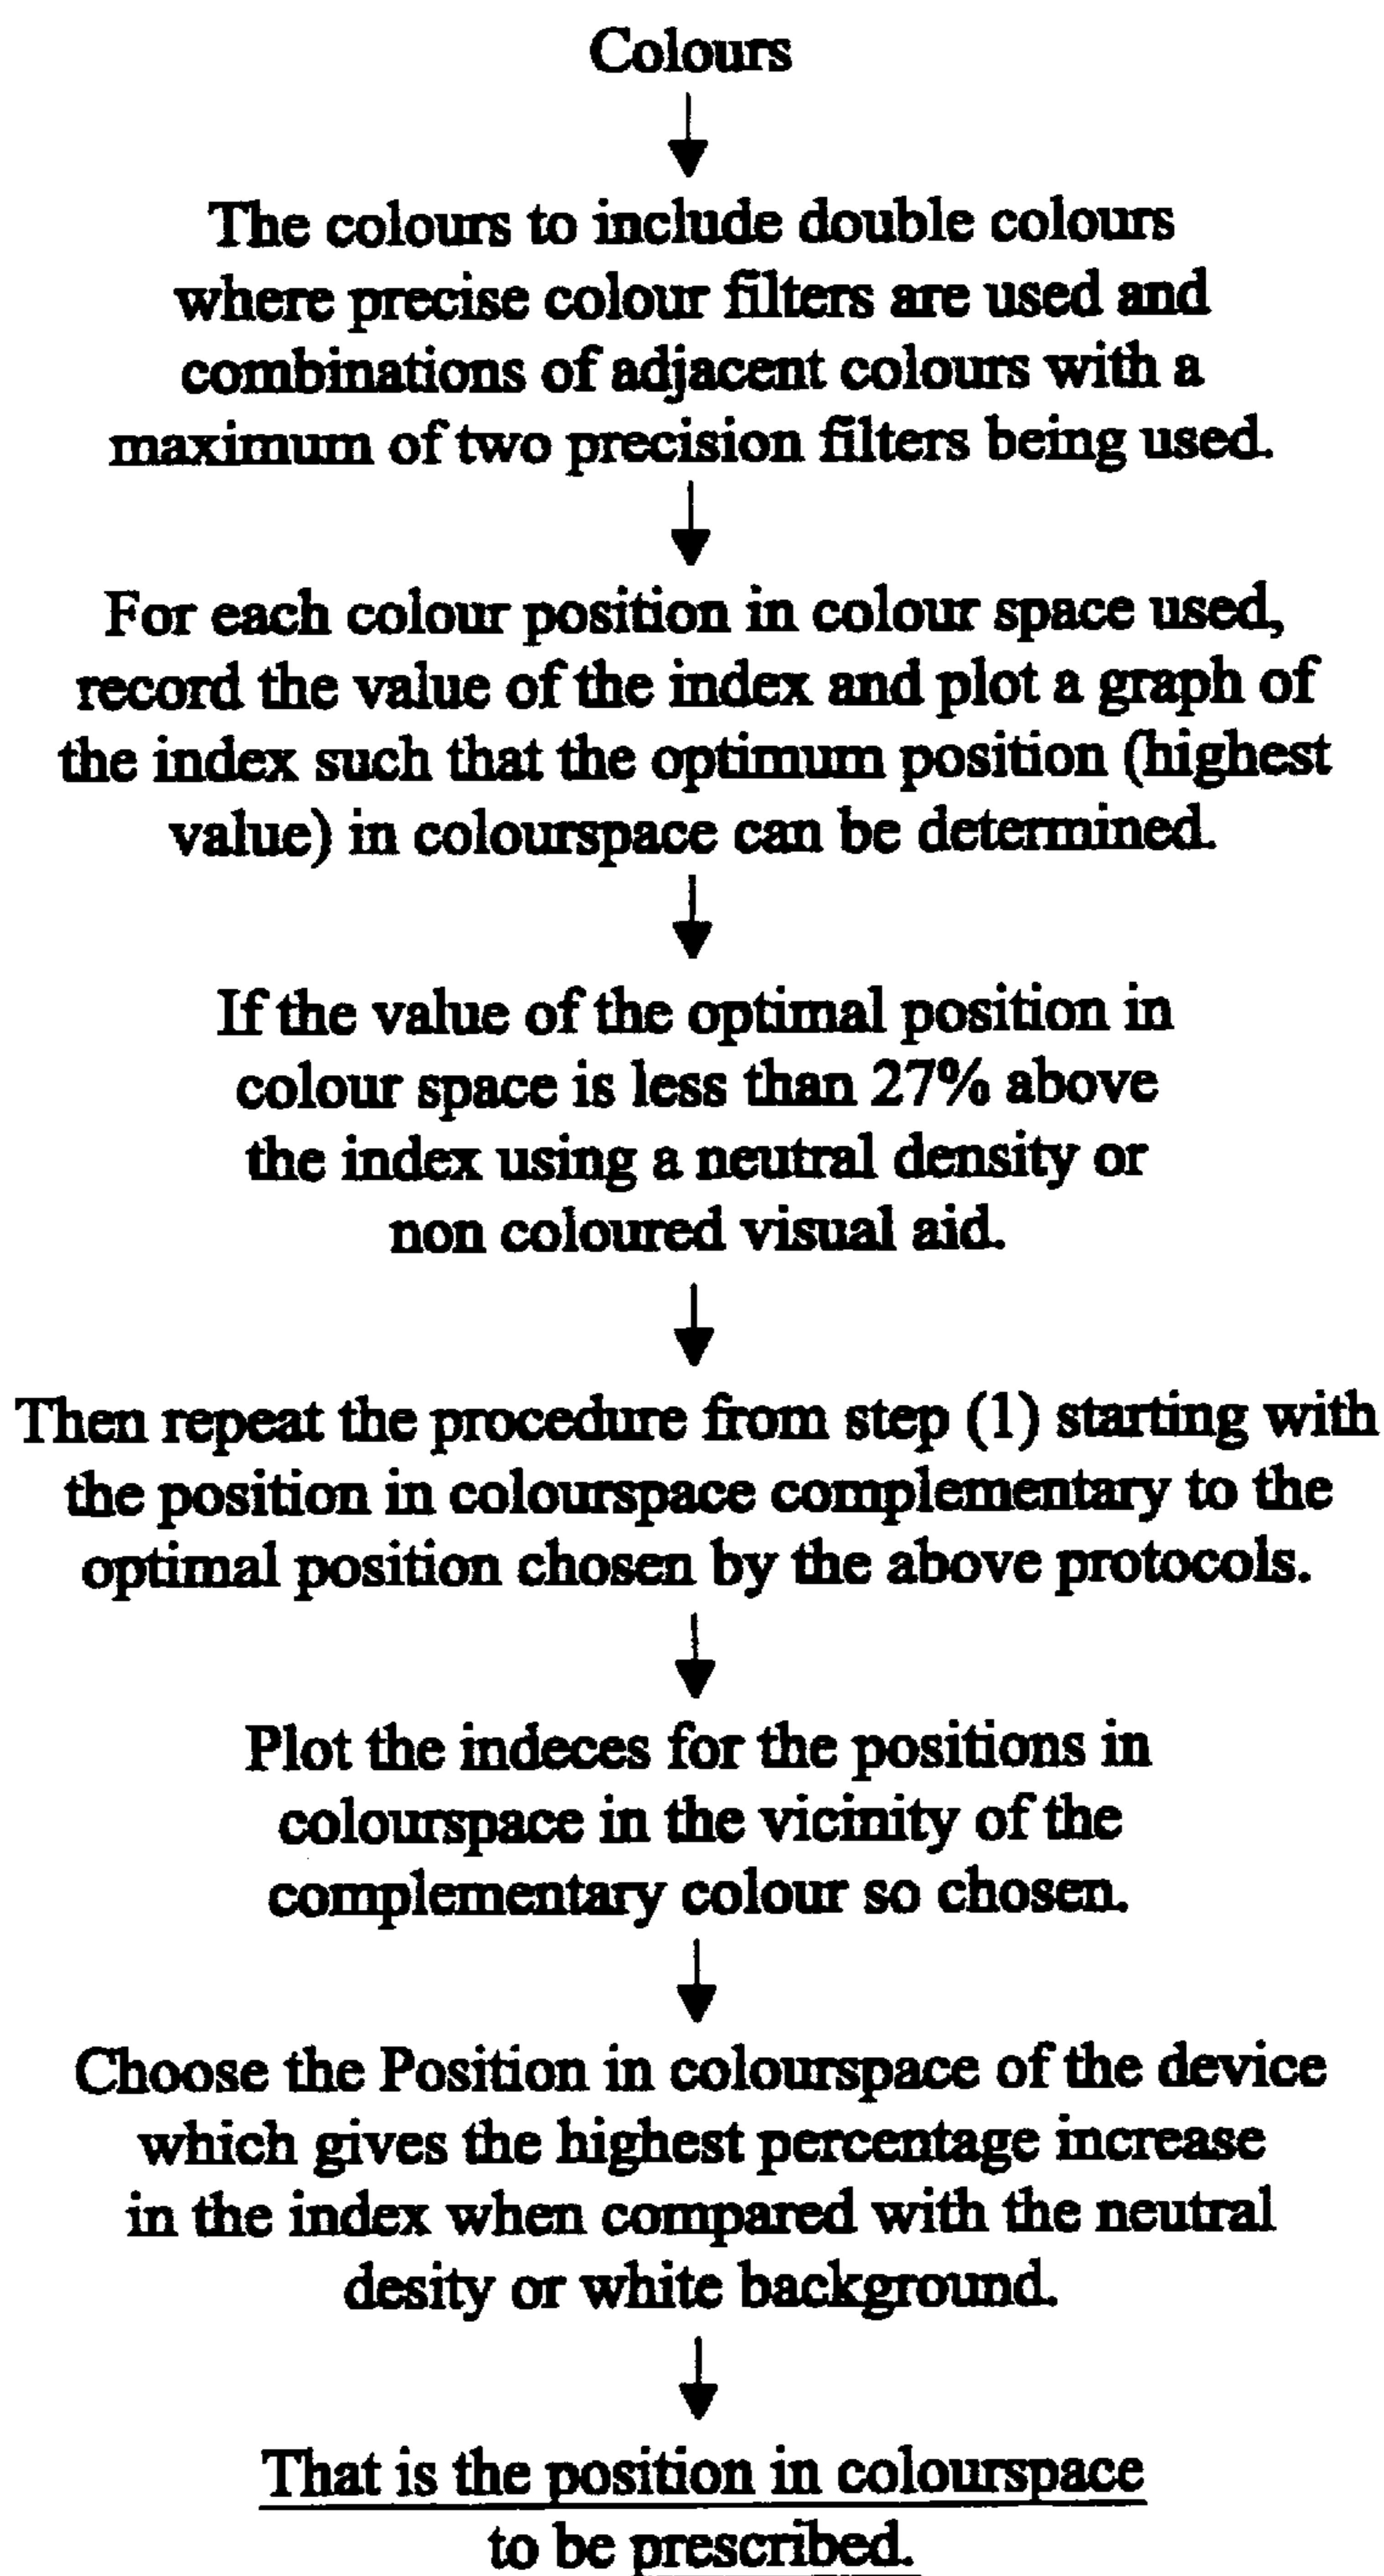 Colours
The colours to include double colours
where precise colour filters are used and
combinations of adjacent colours with a
maximum of two precision filters being used.
For each colour position in colour space used,
record the value of the index and plot a graph of
the index such that the optimum position (highest
value) in colourspace can be determined.
If the value of the optimal position in
colour space is less than 27% above
the index using a neutral density or
non coloured visual aid.
Then repeat the procedure from step (1) starting with
the position in colourspace complementary to the
optimal position chosen by the above protocols.
Plot the indeces for the positions in
colourspace in the vicinity of the
complementary colour so chosen.
Choose the Position in colourspace of the device
which gives the highest percentage increase
in the index when compared with the neutral
desity or white background.
That is the position in colourspace
to be prescribed.